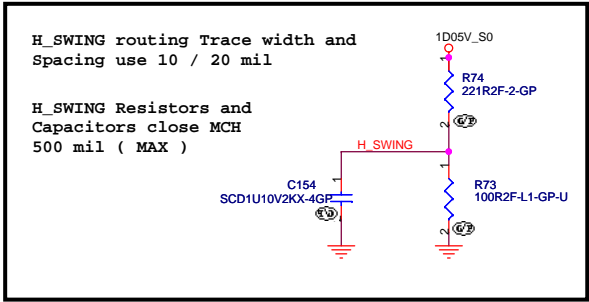 H_SWING routing Trace width and
Spacing use 10 / 20 mil
H_SWING Resistors and
Capacitors close MCH
500 mil ( MAX )
1D05V_S0
1
R74
221R2F-2-GP
2
G/P
H_SWING
1
C154
SCD1U10V2KX-4GP
1
R73
100R2F-L1-GP-U
2
G/P